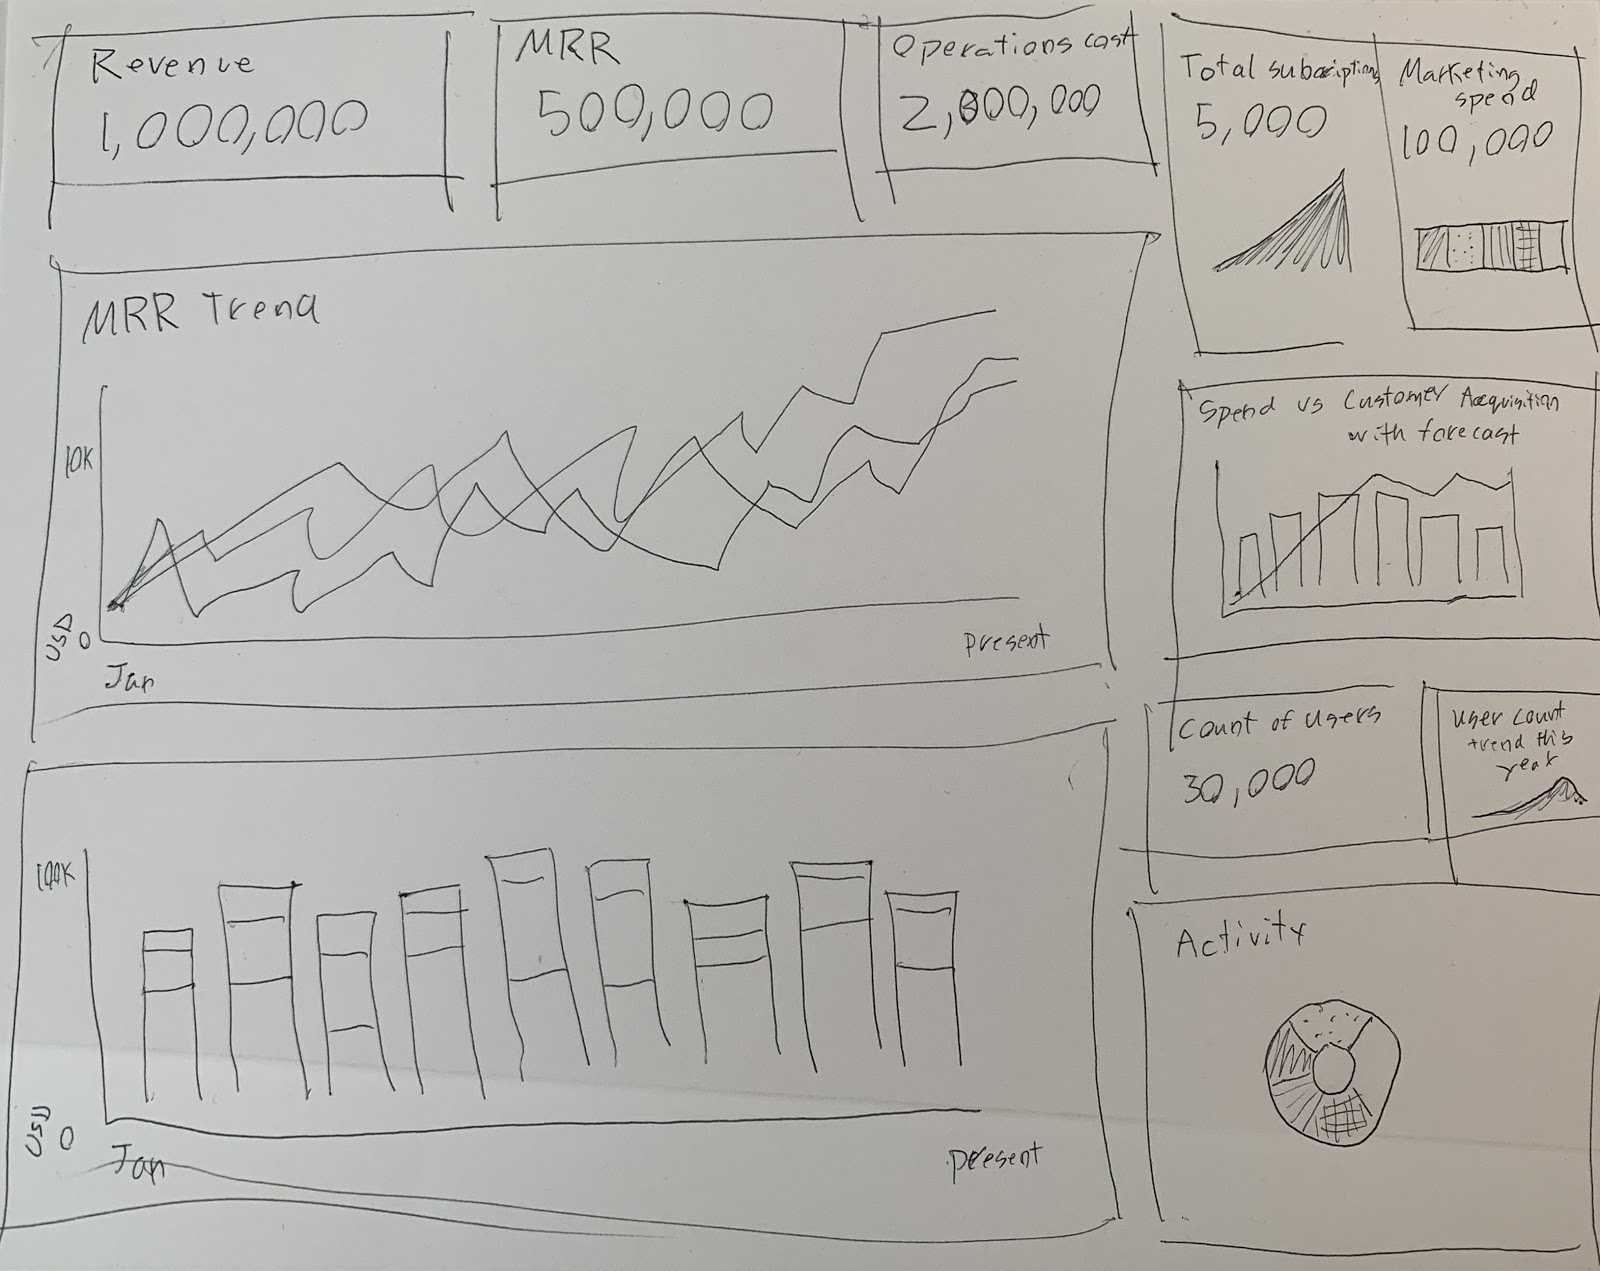 Revenue
1,000,000
MRR
500,000
Operations cost
2,000,000
Total subscriptions
5,000
Marketing
spend
100,000
MRR Trend
10K
USD 0
Jan
present
Spend vs Customer Acquisition
with forecast
Count of users
30,000
User count
trend this
year
100K
USD 0
Jan
present
Activity